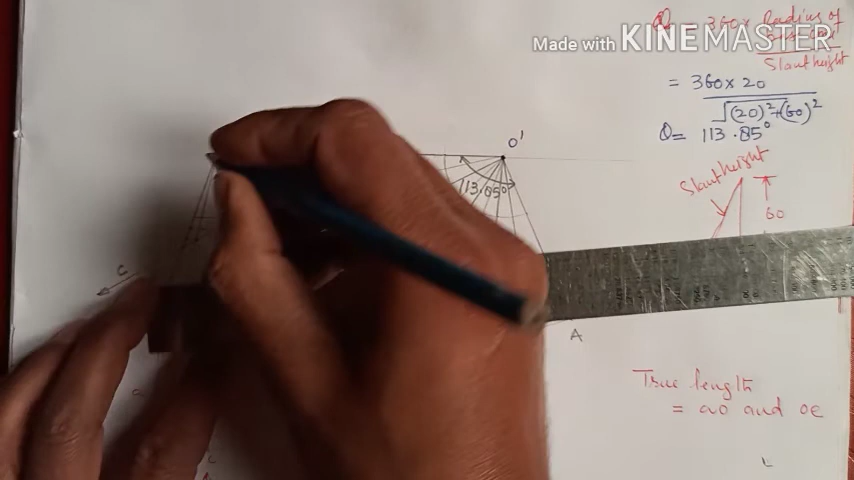 Made with KINEMASTER
θ = 360 × Radius of
Slant height
= 360 × 20
√(20)²+(60)²
θ = 113.85°
O'
113.85°
Slant height
60
C
A
True length
= ao and oe